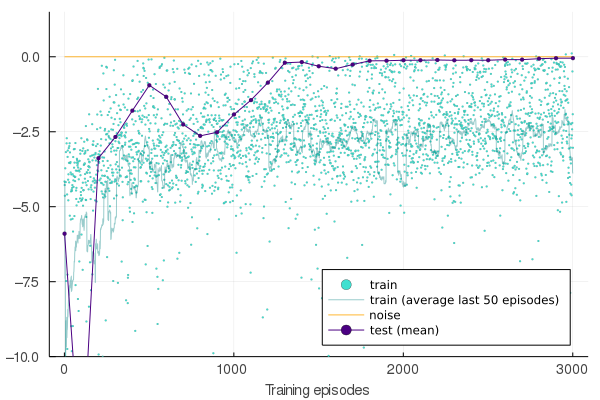 0.0
−2.5
−5.0
−7.5
−10.0
0
1000
2000
3000
Training episodes
train
train (average last 50 episodes)
noise
test (mean)